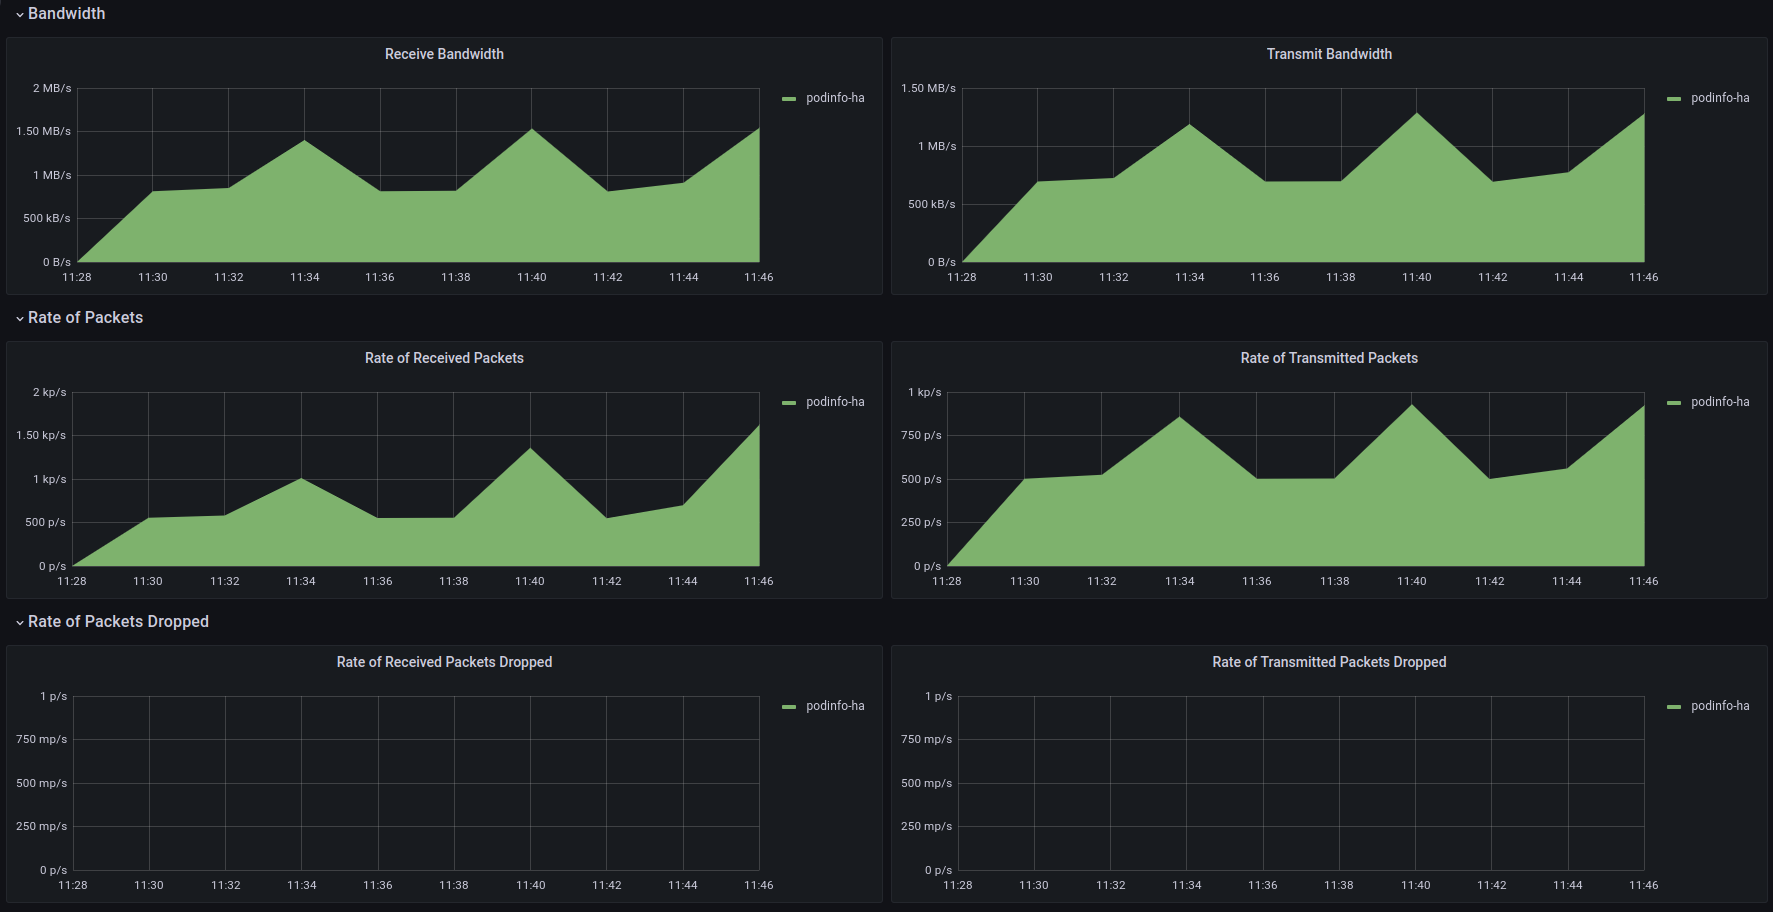 Bandwidth
Receive Bandwidth
2 MB/s
1.50 MB/s
1 MB/s
500 kB/s
0 B/s
11:28 11:30 11:32 11:34 11:36 11:38 11:40 11:42 11:44 11:46
podinfo-ha
Transmit Bandwidth
1.50 MB/s
1 MB/s
500 kB/s
0 B/s
11:28 11:30 11:32 11:34 11:36 11:38 11:40 11:42 11:44 11:46
podinfo-ha
Rate of Packets
Rate of Received Packets
2 kp/s
1.50 kp/s
1 kp/s
500 p/s
0 p/s
11:28 11:30 11:32 11:34 11:36 11:38 11:40 11:42 11:44 11:46
podinfo-ha
Rate of Transmitted Packets
1 kp/s
750 p/s
500 p/s
250 p/s
0 p/s
11:28 11:30 11:32 11:34 11:36 11:38 11:40 11:42 11:44 11:46
podinfo-ha
Rate of Packets Dropped
Rate of Received Packets Dropped
1 p/s
750 mp/s
500 mp/s
250 mp/s
0 p/s
11:28 11:30 11:32 11:34 11:36 11:38 11:40 11:42 11:44 11:46
podinfo-ha
Rate of Transmitted Packets Dropped
1 p/s
750 mp/s
500 mp/s
250 mp/s
0 p/s
11:28 11:30 11:32 11:34 11:36 11:38 11:40 11:42 11:44 11:46
podinfo-ha